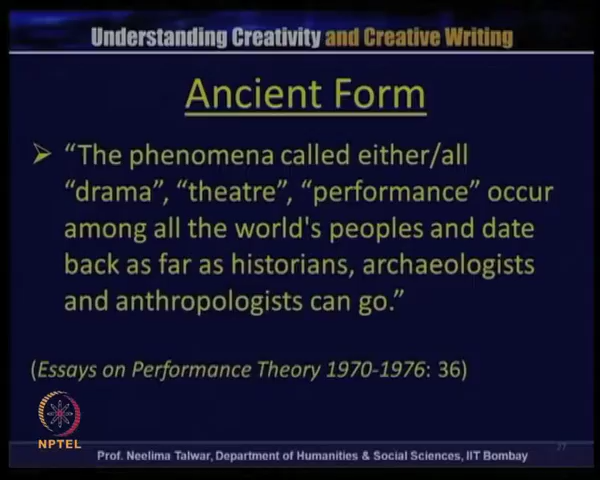 Understanding Creativity and Creative Writing
Ancient Form
➢ “The phenomena called either/all
“drama”, “theatre”, “performance” occur
among all the world's peoples and date
back as far as historians, archaeologists
and anthropologists can go.”
(Essays on Performance Theory 1970-1976: 36)
NPTEL
Prof. Neelima Talwar, Department of Humanities & Social Sciences, IIT Bombay